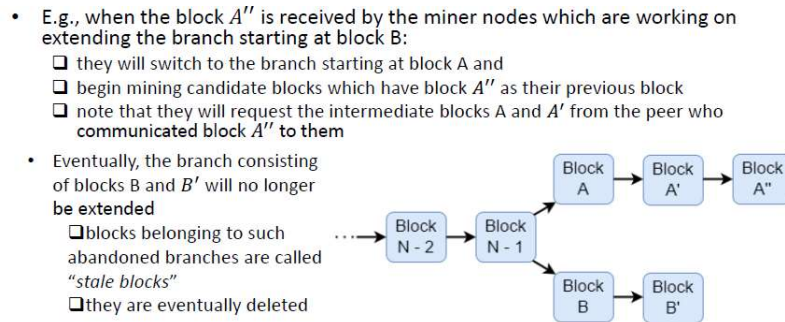 • E.g., when the block A′′ is received by the miner nodes which are working on
extending the branch starting at block B:
❑ they will switch to the branch starting at block A and
❑ begin mining candidate blocks which have block A′′ as their previous block
❑ note that they will request the intermediate blocks A and A′ from the peer who
communicated block A′′ to them
• Eventually, the branch consisting
of blocks B and B′ will no longer
be extended
❑blocks belonging to such
abandoned branches are called
“stale blocks”
❑they are eventually deleted
...
Block
N - 2
Block
N - 1
Block
A
Block
A'
Block
A"
Block
B
Block
B'